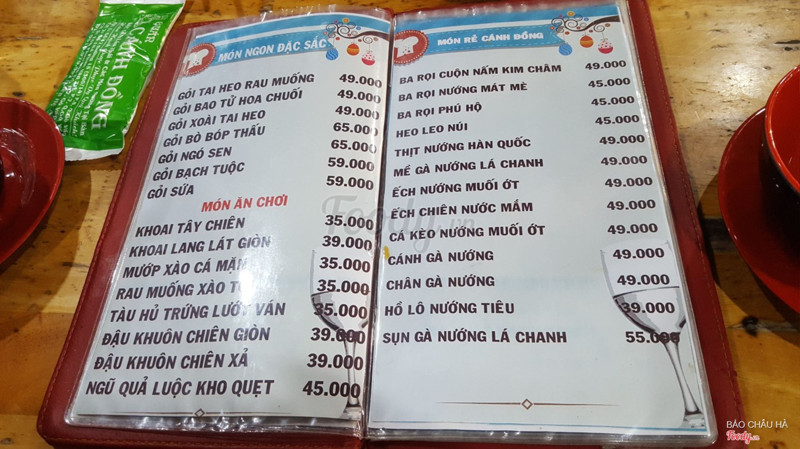 MÓN NGON ĐẶC SẮC
GỎI TAI HEO RAU MUỐNG 49.000
GỎI BAO TỬ HOA CHUỐI 49.000
GỎI XOÀI TAI HEO 49.000
GỎI BÒ BÓP THẤU 65.000
GỎI NGÓ SEN 65.000
GỎI BẠCH TUỘC 59.000
GỎI SỨA 59.000
MÓN ĂN CHƠI
KHOAI TÂY CHIÊN 35.000
KHOAI LANG LÁT GIÒN 39.000
MƯỚP XÀO CÁ MẶN 35.000
RAU MUỐNG XÀO TỎI 35.000
TÀU HỦ TRỨNG LƯỚT VÁN 35.000
ĐẬU KHUÔN CHIÊN GIÒN 39.000
ĐẬU KHUÔN CHIÊN XẢ 39.000
NGŨ QUẢ LUỘC KHO QUẸT 45.000
MÓN RẺ CÁNH ĐỒNG
BA RỌI CUỘN NẤM KIM CHÂM 49.000
BA RỌI NƯỚNG MÁT MẺ 45.000
BA RỌI PHÚ HỘ 45.000
HEO LEO NÚI 45.000
THỊT NƯỚNG HÀN QUỐC 49.000
MỀ GÀ NƯỚNG LÁ CHANH 49.000
ẾCH NƯỚNG MUỐI ỚT 49.000
ẾCH CHIÊN NƯỚC MẮM 49.000
CÁ KÈO NƯỚNG MUỐI ỚT 49.000
CÁNH GÀ NƯỚNG 49.000
CHÂN GÀ NƯỚNG 49.000
HỒ LÔ NƯỚNG TIÊU 39.000
SỤN GÀ NƯỚNG LÁ CHANH 55.000
Foody.vn
BẢO CHÂU HÀ
Foody.vn